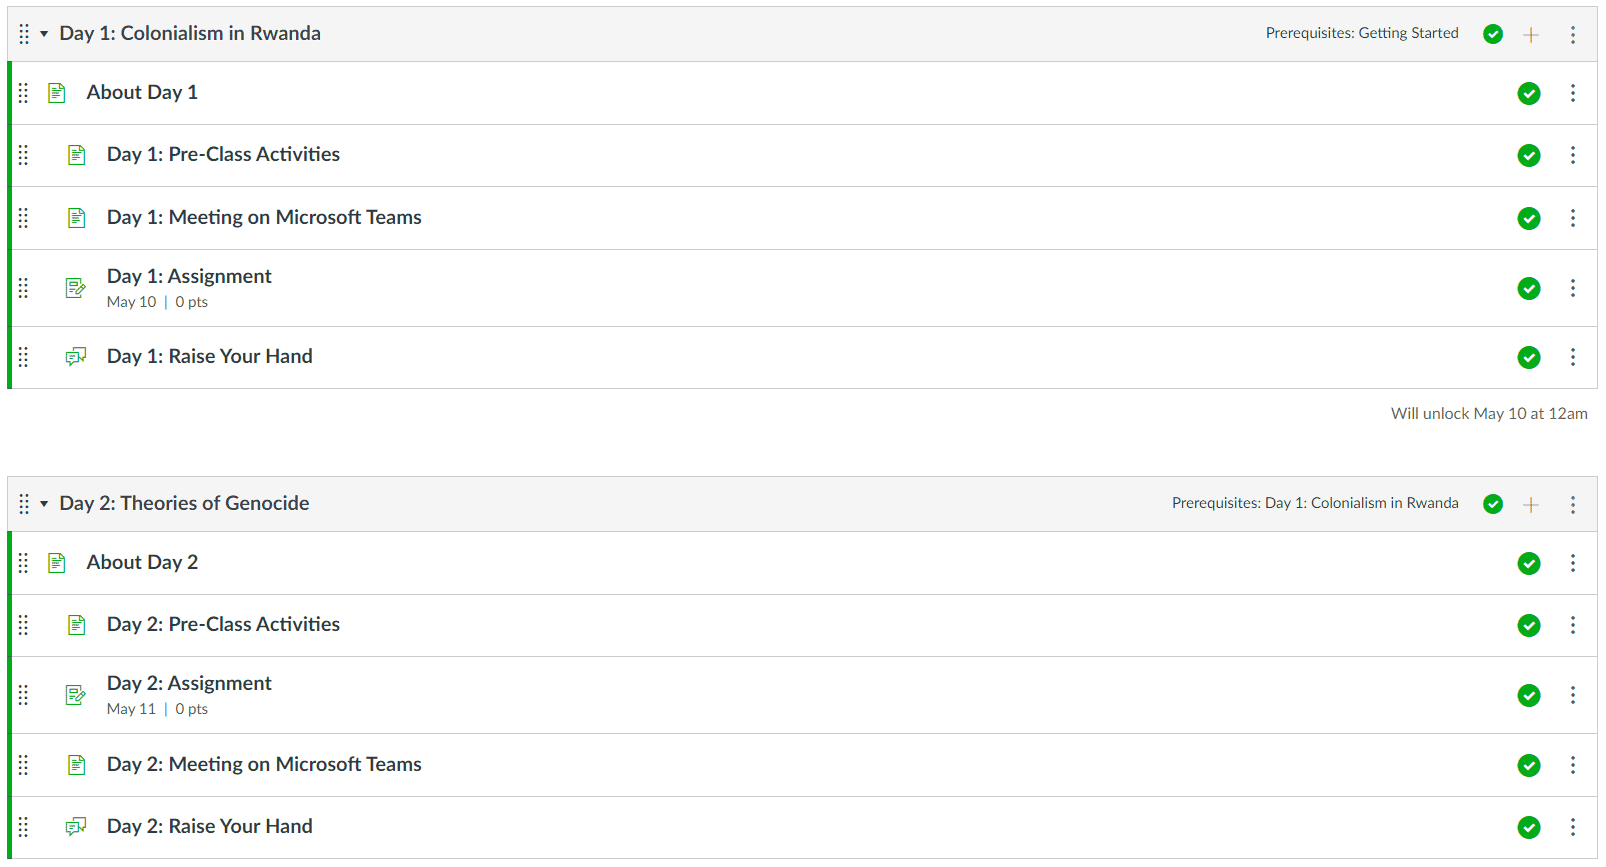 Day 1: Colonialism in Rwanda
Prerequisites: Getting Started
About Day 1
Day 1: Pre-Class Activities
Day 1: Meeting on Microsoft Teams
Day 1: Assignment
May 10 | 0 pts
Day 1: Raise Your Hand
Will unlock May 10 at 12am
Day 2: Theories of Genocide
Prerequisites: Day 1: Colonialism in Rwanda
About Day 2
Day 2: Pre-Class Activities
Day 2: Assignment
May 11 | 0 pts
Day 2: Meeting on Microsoft Teams
Day 2: Raise Your Hand